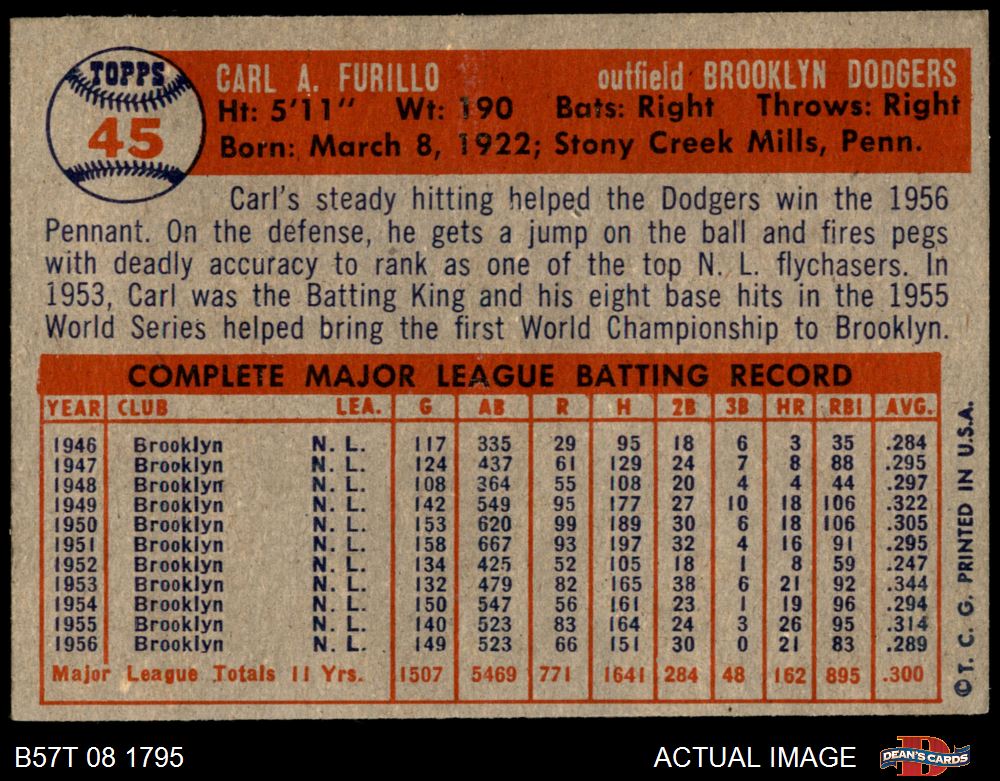 TOPPS
45
CARL A. FURILLO outfield BROOKLYN DODGERS
Ht: 5'11" Wt: 190 Bats: Right Throws: Right
Born: March 8, 1922; Stony Creek Mills, Penn.
Carl's steady hitting helped the Dodgers win the 1956
Pennant. On the defense, he gets a jump on the ball and fires pegs
with deadly accuracy to rank as one of the top N. L. flychasers. In
1953, Carl was the Batting King and his eight base hits in the 1955
World Series helped bring the first World Championship to Brooklyn.
COMPLETE MAJOR LEAGUE BATTING RECORD
YEAR CLUB LEA. G AB R H 2B 3B HR RBI AVG.
1946 Brooklyn N. L. 117 335 29 95 18 6 3 35 .284
1947 Brooklyn N. L. 124 437 61 129 24 7 8 88 .295
1948 Brooklyn N. L. 108 364 55 108 20 4 4 44 .297
1949 Brooklyn N. L. 142 549 95 177 27 10 18 106 .322
1950 Brooklyn N. L. 153 620 99 189 30 6 18 106 .305
1951 Brooklyn N. L. 158 667 93 197 32 4 16 91 .295
1952 Brooklyn N. L. 134 425 52 105 18 1 8 59 .247
1953 Brooklyn N. L. 132 479 82 165 38 6 21 92 .344
1954 Brooklyn N. L. 150 547 56 161 23 1 19 96 .294
1955 Brooklyn N. L. 140 523 83 164 24 3 26 95 .314
1956 Brooklyn N. L. 149 523 66 151 30 0 21 83 .289
Major League Totals 11 Yrs. 1507 5469 771 1641 284 48 162 895 .300
©T. C. G. PRINTED IN U.S.A.
B57T 08 1795 ACTUAL IMAGE DEAN'S CARDS